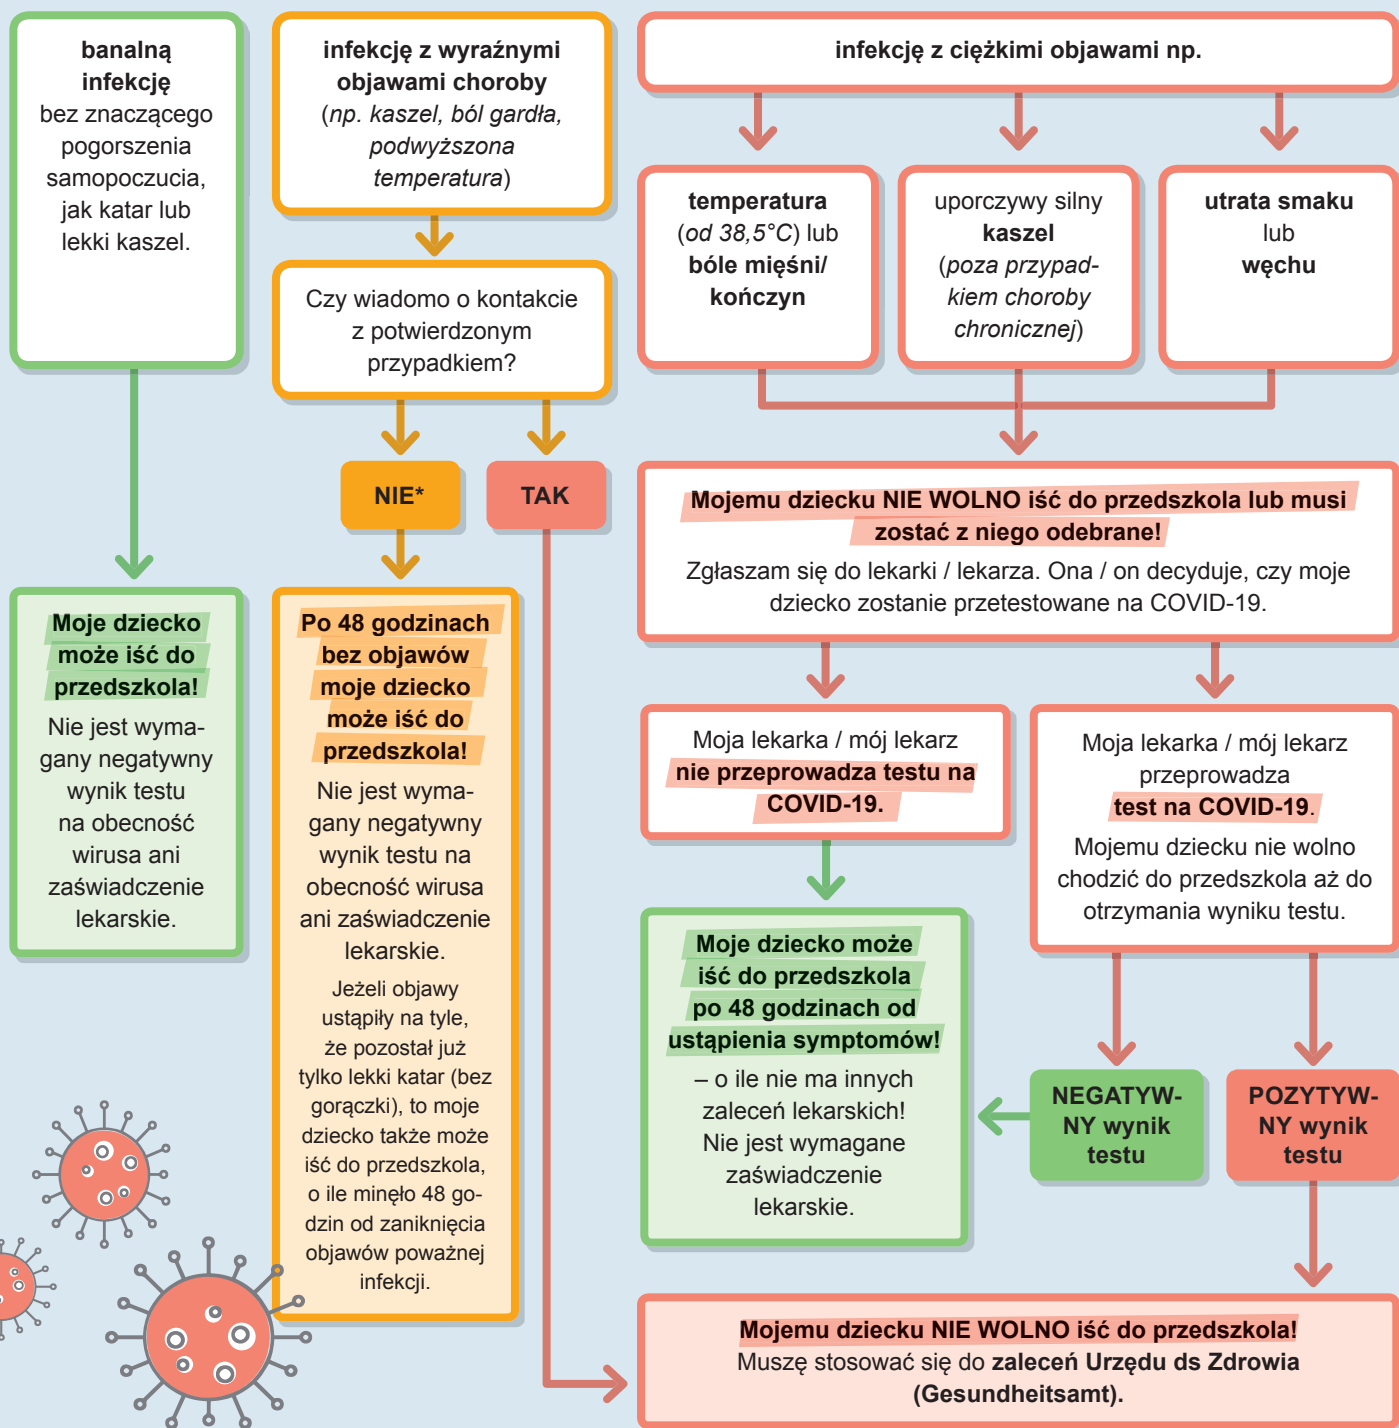 banalną
infekcję
bez znaczącego
pogorszenia
samopoczucia,
jak katar lub
lekki kaszel.
infekcję z wyraźnymi
objawami choroby
(np. kaszel, ból gardła,
podwyższona
temperatura)
infekcję z ciężkimi objawami np.
temperatura
(od 38,5°C) lub
bóle mięśni/
kończyn
uporczywy silny
kaszel
(poza przypad-
kiem choroby
chronicznej)
utrata smaku
lub
węchu
Czy wiadomo o kontakcie
z potwierdzonym
przypadkiem?
NIE*
TAK
Mojemu dziecku NIE WOLNO iść do przedszkola lub musi
zostać z niego odebrane!
Zgłaszam się do lekarki / lekarza. Ona / on decyduje, czy moje
dziecko zostanie przetestowane na COVID-19.
Moje dziecko
może iść do
przedszkola!
Nie jest wyma-
gany negatywny
wynik testu
na obecność
wirusa ani
zaświadczenie
lekarskie.
Po 48 godzinach
bez objawów
moje dziecko
może iść do
przedszkola!
Nie jest wyma-
gany negatywny
wynik testu na
obecność wirusa
ani zaświadczenie
lekarskie.
Jeżeli objawy
ustąpiły na tyle,
że pozostał już
tylko lekki katar (bez
gorączki), to moje
dziecko także może
iść do przedszkola,
o ile minęło 48 go-
dzin od zaniknięcia
objawów poważnej
infekcji.
Moja lekarka / mój lekarz
nie przeprowadza testu na
COVID-19.
Moja lekarka / mój lekarz
przeprowadza
test na COVID-19.
Mojemu dziecku nie wolno
chodzić do przedszkola aż do
otrzymania wyniku testu.
Moje dziecko może
iść do przedszkola
po 48 godzinach od
ustąpienia symptomów!
– o ile nie ma innych
zaleceń lekarskich!
Nie jest wymagane
zaświadczenie
lekarskie.
NEGATYW-
NY wynik
testu
POZYTYW-
NY wynik
testu
Mojemu dziecku NIE WOLNO iść do przedszkola!
Muszę stosować się do zaleceń Urzędu ds Zdrowia
(Gesundheitsamt).